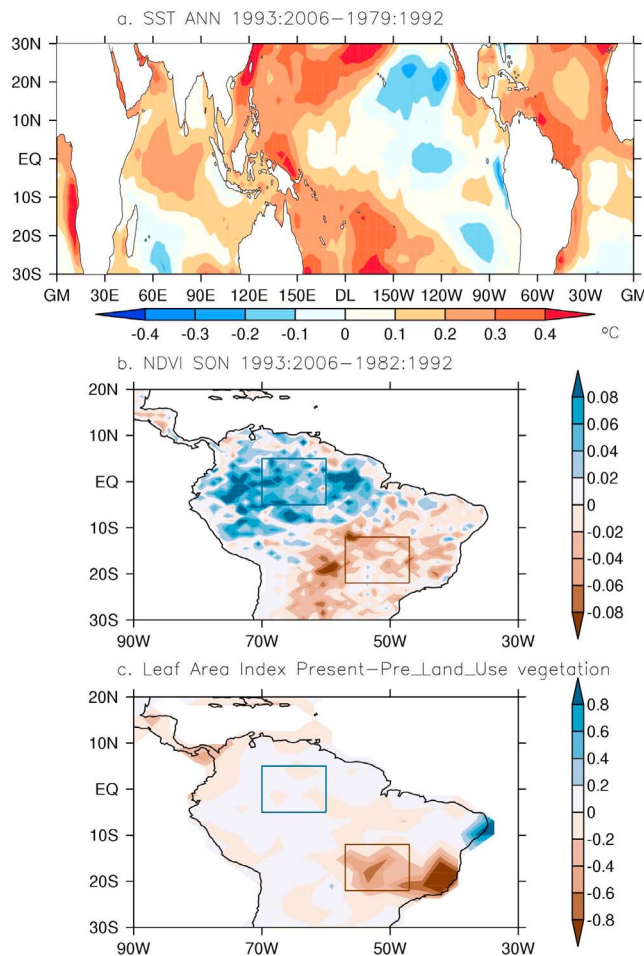 a. SST ANN 1993:2006-1979:1992
30N
20N
10N
EQ
10S
20S
30S
GM 30E 60E 90E 120E 150E DL 150W 120W 90W 60W 30W GM
-0.4 -0.3 -0.2 -0.1 0 0.1 0.2 0.3 0.4 °C
b. NDVI SON 1993:2006-1982:1992
20N
10N
EQ
10S
20S
30S
90W 70W 50W 30W
0.08
0.06
0.04
0.02
0
-0.02
-0.04
-0.06
-0.08
c. Leaf Area Index Present-Pre_Land_Use vegetation
20N
10N
EQ
10S
20S
30S
90W 70W 50W 30W
0.8
0.6
0.4
0.2
0
-0.2
-0.4
-0.6
-0.8